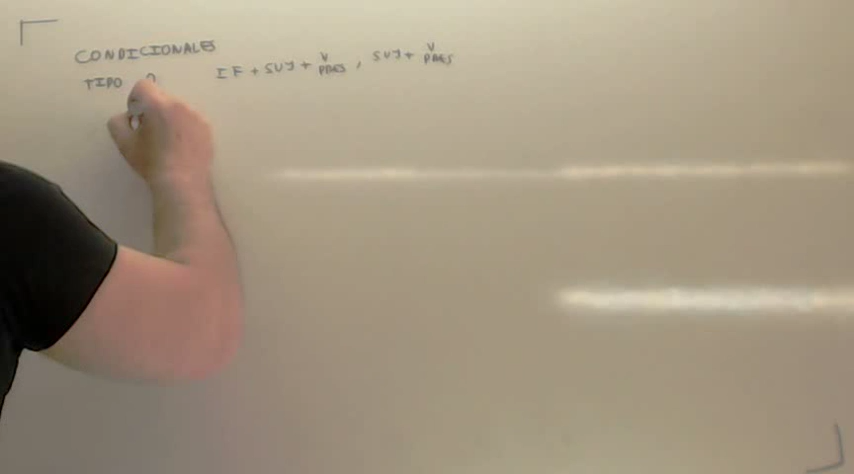 CONDICIONALES
TIPO IF + SUJ + V PRES, SUJ + V PRES